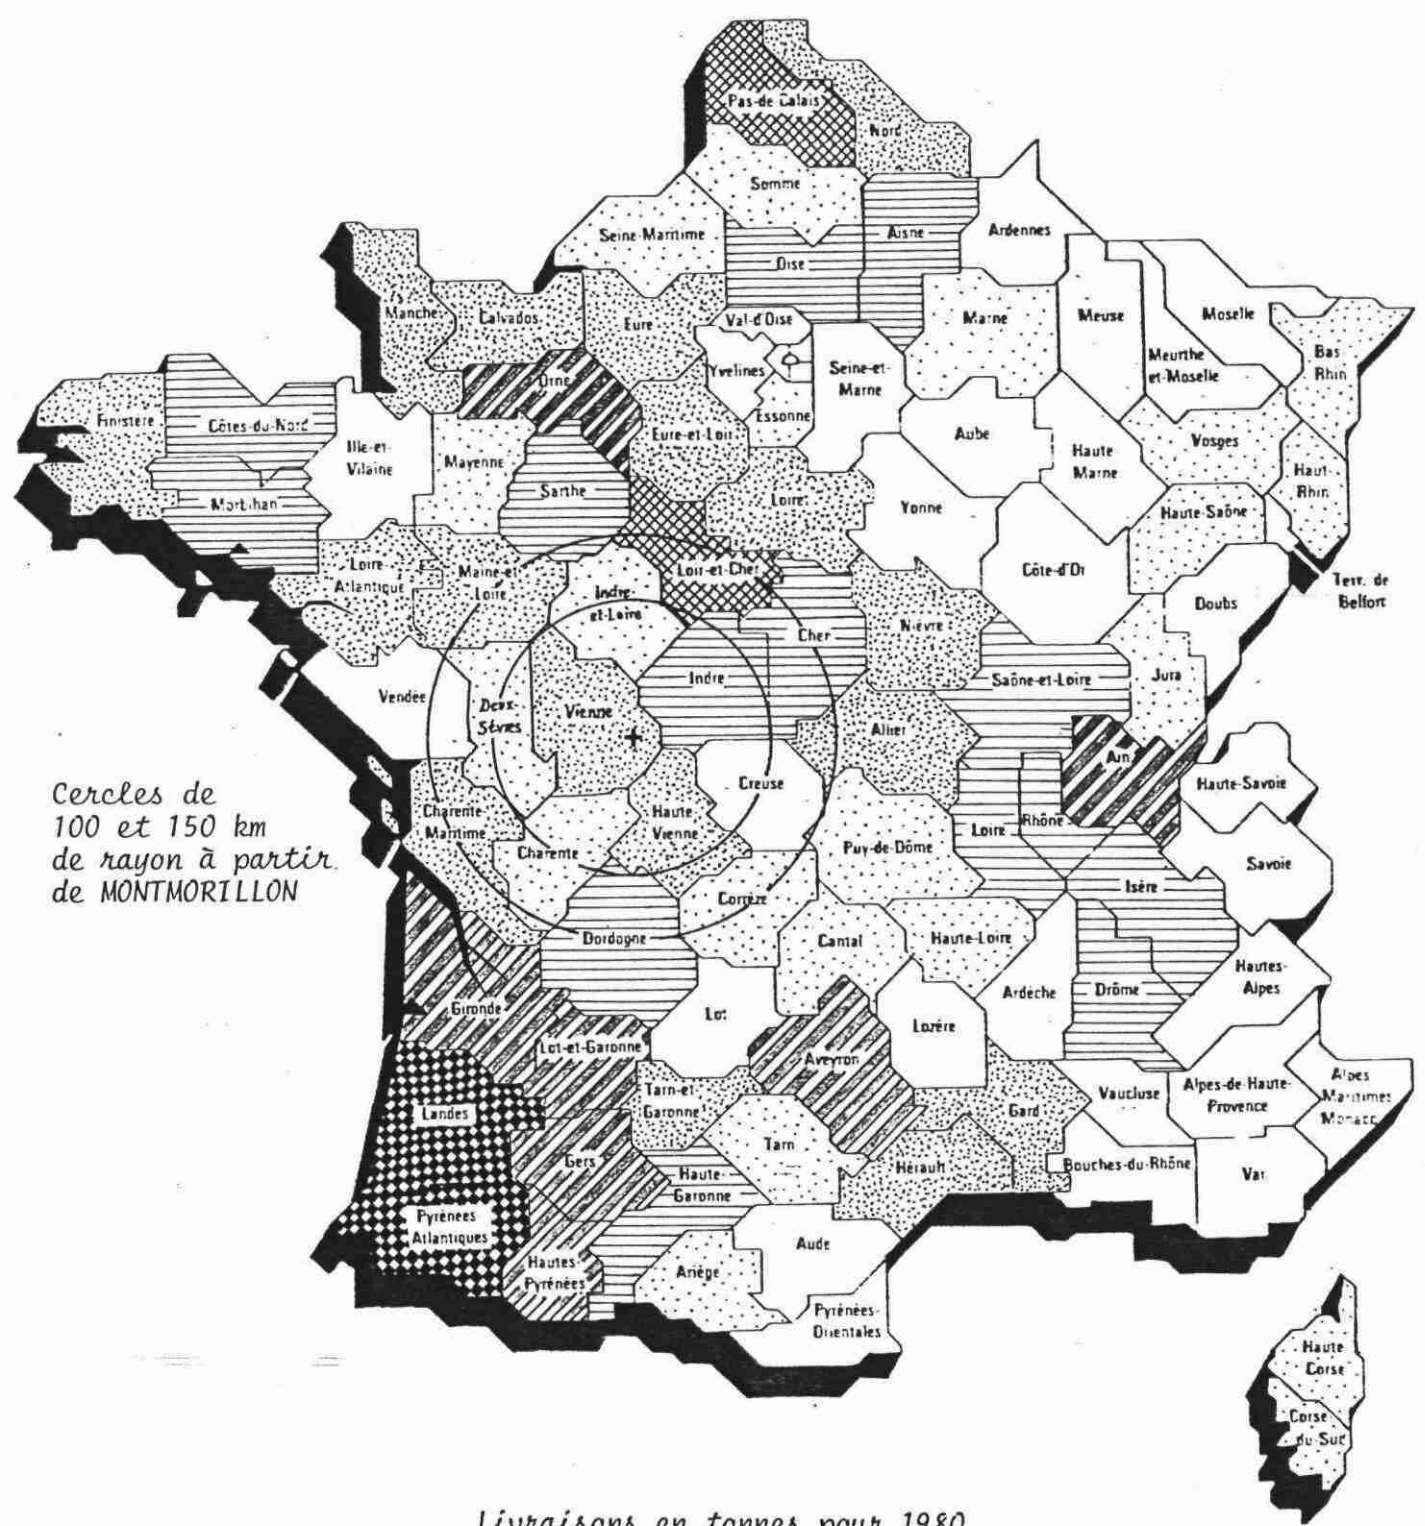 Pas-de Calais
Nord
Somme
Seine-Maritime
Oise
Aisne
Ardennes
Manche
Calvados
Eure
Val-d'Oise
Marne
Meuse
Moselle
Meurthe
et-Moselle
Bas
Rhin
Yvelines
Seine-et-
Marne
Essonne
Orne
Finistère
Côtes-du-Nord
Ille-et-
Vilaine
Mayenne
Eure-et-Loir
Aube
Haute
Marne
Vosges
Haut-
Rhin
Morbihan
Sarthe
Loire
Yonne
Haute-Saône
Loire
Atlantique
Maine-et
Loire
Indre
et-Loire
Loir-et-Cher
Côte-d'Or
Doubs
Terr. de
Belfort
Cher
Nièvre
Vendée
Deux-
Sèvres
Vienne
Indre
Saône-et-Loire
Jura
Allier
Ain
Cercles de
100 et 150 km
de rayon à partir
de MONTMORILLON
Charente
Maritime
Charente
Haute
Vienne
Creuse
Puy-de-Dôme
Loire
Rhône
Haute-Savoie
Savoie
Isère
Corrèze
Dordogne
Cantal
Haute-Loire
Ardèche
Drôme
Hautes-
Alpes
Gironde
Lot
Lozère
Lot-et-Garonne
Aveyron
Landes
Tarn-et
Garonne
Gard
Vaucluse
Alpes-de-Haute-
Provence
Alpes
Maritimes
Monaco
Gers
Tarn
Haute-
Garonne
Hérault
Bouches-du-Rhône
Var
Pyrénées
Atlantiques
Hautes-
Pyrénées
Ariège
Aude
Pyrénées-
Orientales
Haute
Corse
Corse
du-Sud
Livraisons en tonnes pour 1980